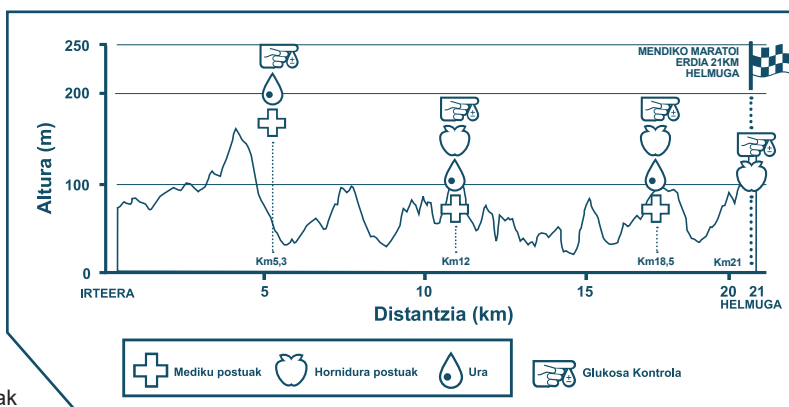 250
200
100
0
Altura (m)
MENDIKO MARATOI
ERDIA 21KM
HELMUGA
Km5,3
Km12
Km18,5
Km21
IRTEERA
5
10
15
20
21
HELMUGA
Distantzia (km)
Mediku postuak
Hornidura postuak
Ura
Glukosa Kontrola
ak